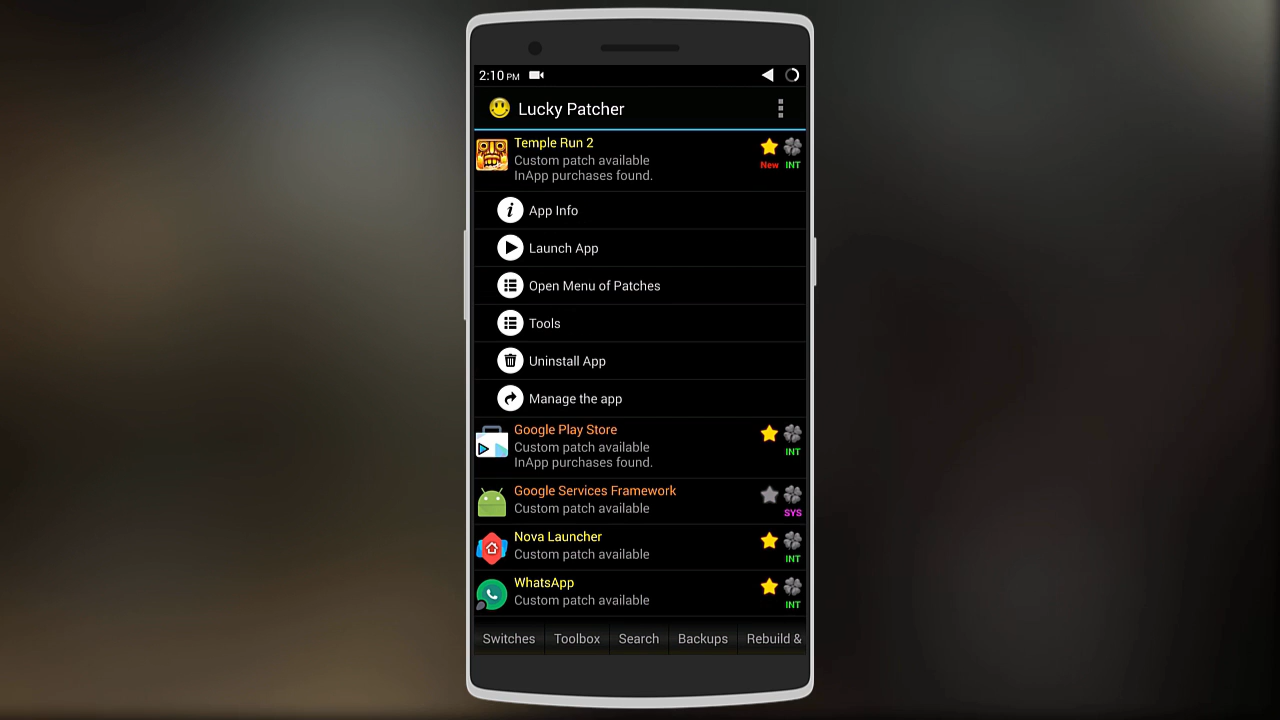 2:10 PM
Lucky Patcher
Temple Run 2
Custom patch available
InApp purchases found.
New INT
App Info
Launch App
Open Menu of Patches
Tools
Uninstall App
Manage the app
Google Play Store
Custom patch available
InApp purchases found.
INT
Google Services Framework
Custom patch available
SYS
Nova Launcher
Custom patch available
INT
WhatsApp
Custom patch available
INT
Switches Toolbox Search Backups Rebuild &